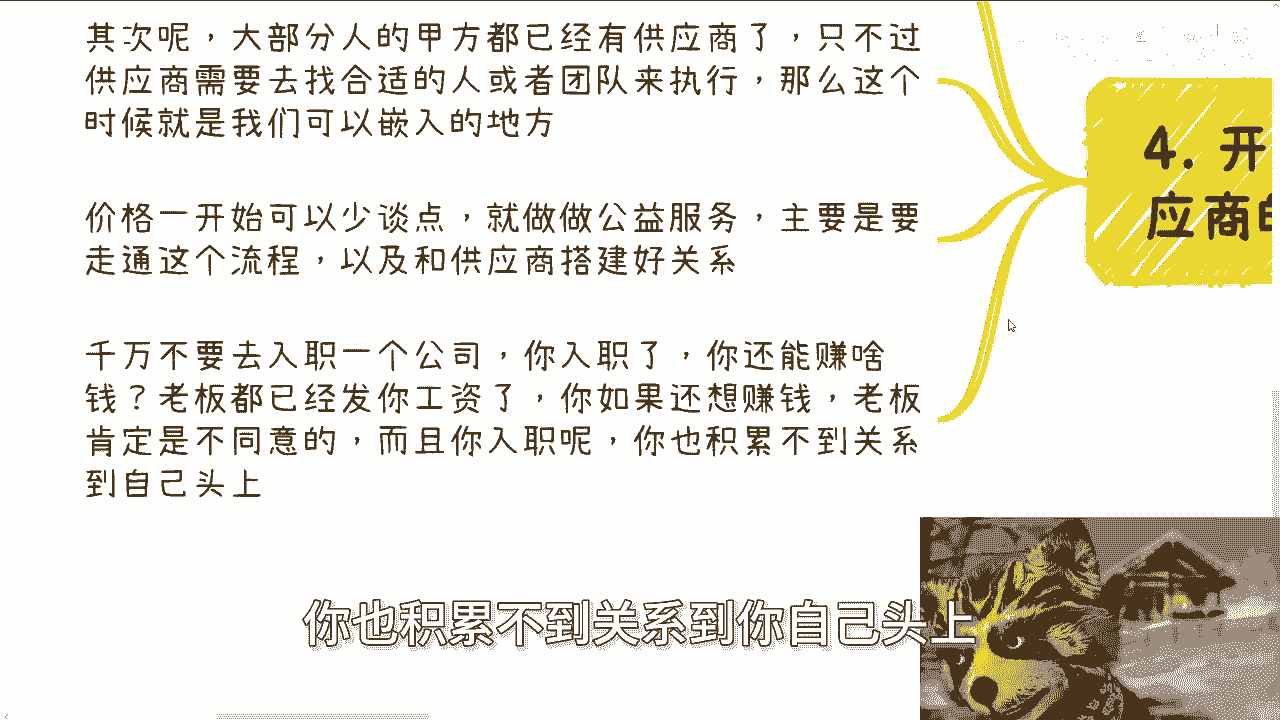 其次呢，大部分人的甲方都已经有供应商了，只不过
供应商需要去找合适的人或者团队来执行，那么这个
时候就是我们可以嵌入的地方
价格一开始可以少谈点，就做做公益服务，主要是要
走通这个流程，以及和供应商搭建好关系
千万不要去入职一个公司，你入职了，你还能赚啥
钱？老板都已经发你工资了，你如果还想赚钱，老板
肯定是不同意的，而且你入职呢，你也积累不到关系
到自己头上
4. 开
应商的
你也积累不到关系到你自己头上